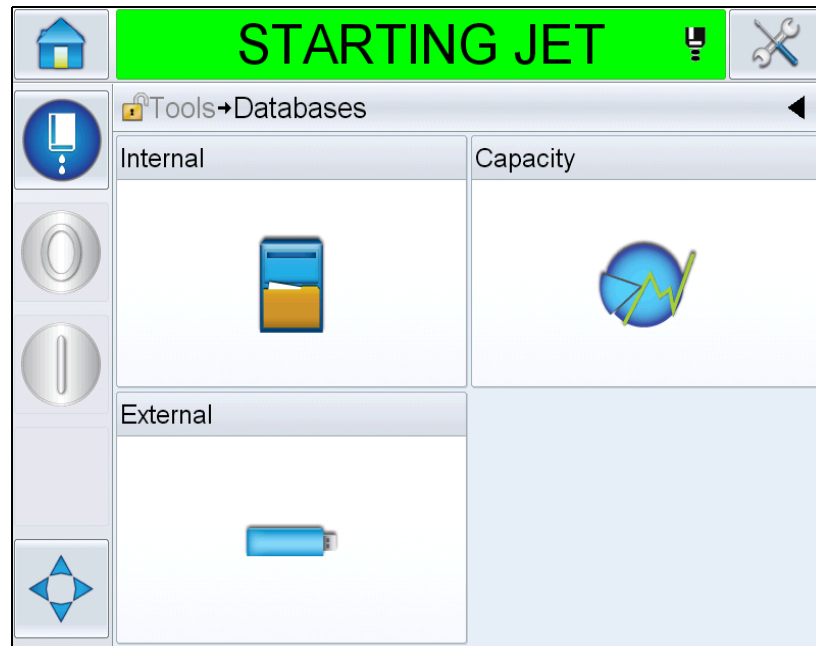 STARTING JET
Tools→Databases
Internal
Capacity
External